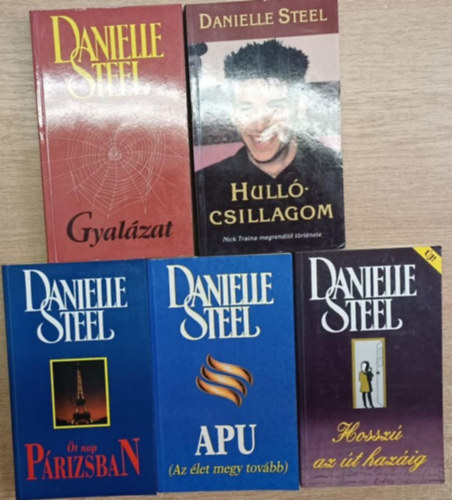 DANIELLE
STEEL
Gyalázat
DANIELLE STEEL
HULLÓ-
CSILLAGOM
Nick Traina megrendítő története
DANIELLE
STEEL
Öt nap
PÁRIZSBAN
DANIELLE
STEEL
APU
(Az élet megy tovább)
ÚJ!
DANIELLE
STEEL
Hosszú
az út hazáig